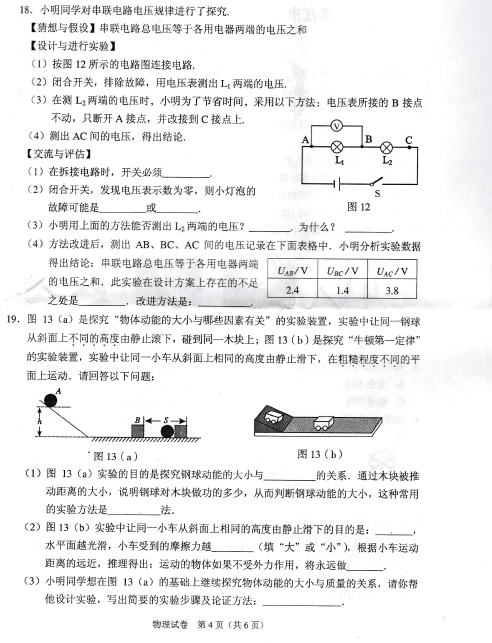 18. 小明同学对串联电路电压规律进行了探究.
【猜想与假设】串联电路总电压等于各用电器两端的电压之和
【设计与进行实验】
(1) 按图 12 所示的电路图连接电路.
(2) 闭合开关，排除故障，用电压表测出 L₁ 两端的电压.
(3) 在测 L₂ 两端的电压时，小明为了节省时间，采用以下方法：电压表所接的 B 接点
不动，只断开 A 接点，并改接到 C 接点上.
(4) 测出 AC 间的电压，得出结论.
【交流与评估】
(1) 在拆接电路时，开关必须________.
(2) 闭合开关，发现电压表示数为零，则小灯泡的
故障可能是________或________.
V
A
B
C
L₁
L₂
S
图 12
(3) 小明用上面的方法能否测出 L₂ 两端的电压？________，为什么？________.
(4) 方法改进后，测出 AB、BC、AC 间的电压记录在下面表格中．小明分析实验数据
得出结论：串联电路总电压等于各用电器两端
的电压之和．此实验在设计方案上存在的不足
之处是________．改进方法是：________.
U_AB/V U_BC/V U_AC/V
2.4 1.4 3.8
19. 图 13（a）是探究“物体动能的大小与哪些因素有关”的实验装置，实验中让同一钢球
从斜面上不同的高度由静止滚下，碰到同一木块上；图 13（b）是探究“牛顿第一定律”
的实验装置，实验中让同一小车从斜面上相同的高度由静止滑下，在粗糙程度不同的平
面上运动．请回答以下问题：
A
h
B
S
图 13（a）
图 13（b）
(1) 图 13（a）实验的目的是探究钢球动能的大小与________的关系．通过木块被推
动距离的大小，说明钢球对木块做功的多少，从而判断钢球动能的大小，这种常用
的实验方法是________法.
(2) 图 13（b）实验中让同一小车从斜面上相同的高度由静止滑下的目的是：________，
水平面越光滑，小车受到的摩擦力越________（填“大”或“小”），根据小车运动
距离的远近，推理得出：运动的物体如果不受外力作用，将永远做________.
(3) 小明同学想在图 13（a）的基础上继续探究物体动能的大小与质量的关系，请你帮
他设计实验，写出简要的实验步骤及论证方法：________.
物理试卷 第 4 页（共 6 页）